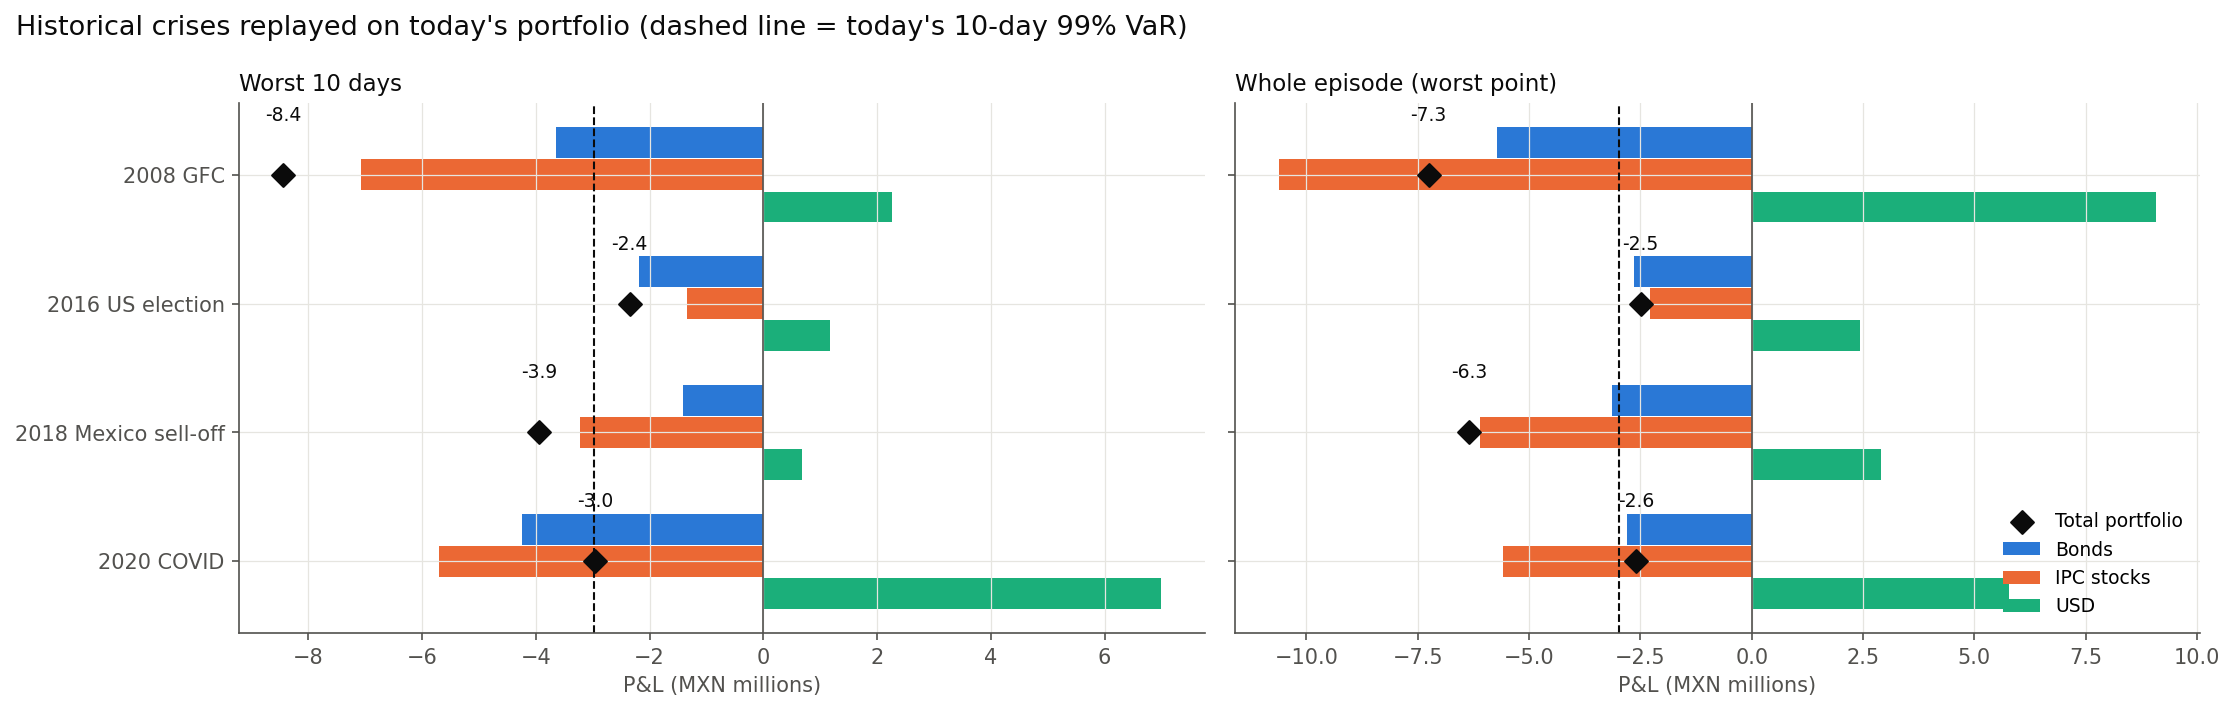 Historical crises replayed on today's portfolio (dashed line = today's 10-day 99% VaR)
Worst 10 days
-8.4
2008 GFC
-2.4
2016 US election
-3.9
2018 Mexico sell-off
-3.0
2020 COVID
−8 −6 −4 −2 0 2 4 6
P&L (MXN millions)
Whole episode (worst point)
-7.3
-2.5
-6.3
-2.6
Total portfolio
Bonds
IPC stocks
USD
−10.0 −7.5 −5.0 −2.5 0.0 2.5 5.0 7.5 10.0
P&L (MXN millions)